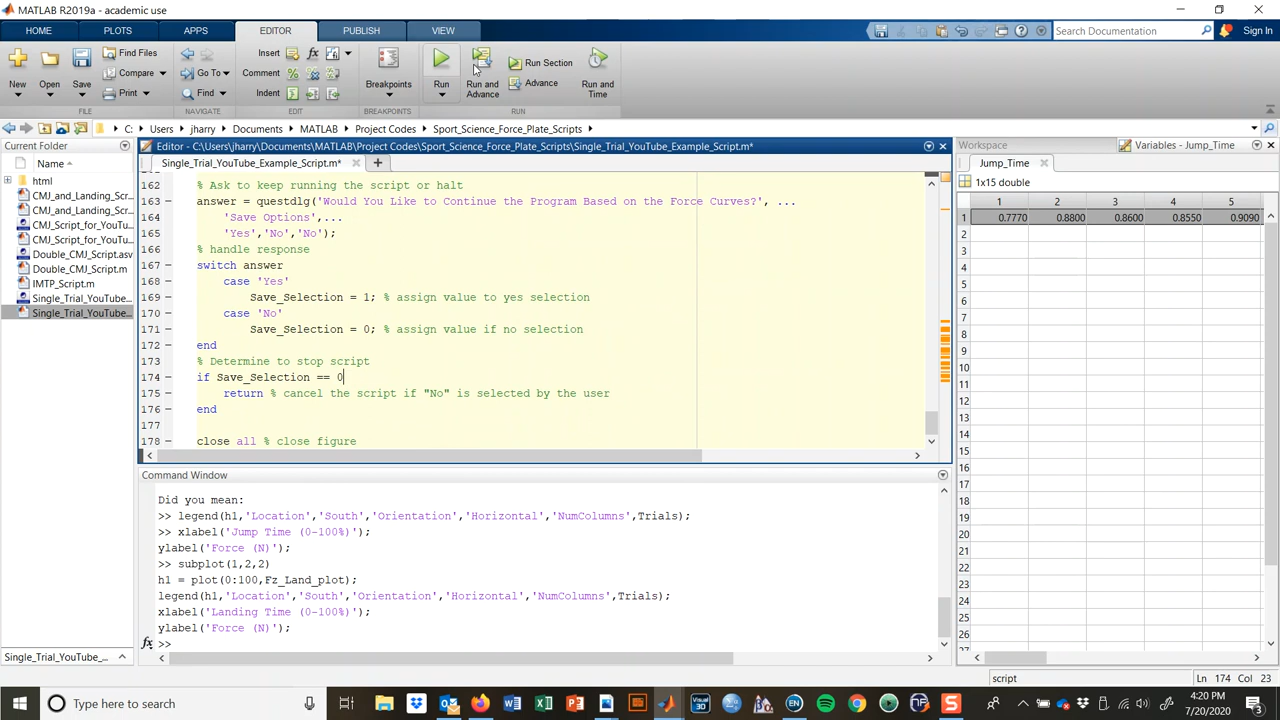 MATLAB R2019a - academic use
HOME PLOTS APPS EDITOR PUBLISH VIEW Search Documentation Sign In
New Open Save Find Files Compare Print Go To Find Insert fx Comment Indent Breakpoints Run Run and Advance Run Section Advance Run and Time
FILE NAVIGATE EDIT BREAKPOINTS RUN
C: Users jharry Documents MATLAB Project Codes Sport_Science_Force_Plate_Scripts
Current Folder
Name
html
CMJ_and_Landing_Scr...
CMJ_and_Landing_Scr...
CMJ_Script_for_YouTu...
CMJ_Script_for_YouTu...
Double_CMJ_Script.asv
Double_CMJ_Script.m
IMTP_Script.m
Single_Trial_YouTube...
Single_Trial_YouTube...
Single_Trial_YouTube_...
Editor - C:\Users\jharry\Documents\MATLAB\Project Codes\Sport_Science_Force_Plate_Scripts\Single_Trial_YouTube_Example_Script.m*
Single_Trial_YouTube_Example_Script.m*
162 % Ask to keep running the script or halt
163 answer = questdlg('Would You Like to Continue the Program Based on the Force Curves?', ...
164 'Save Options',...
165 'Yes','No','No');
166 % handle response
167 switch answer
168 case 'Yes'
169 Save_Selection = 1; % assign value to yes selection
170 case 'No'
171 Save_Selection = 0; % assign value if no selection
172 end
173 % Determine to stop script
174 if Save_Selection == 0
175 return % cancel the script if "No" is selected by the user
176 end
177
178 close all % close figure
Command Window
Did you mean:
>> legend(h1,'Location','South','Orientation','Horizontal','NumColumns',Trials);
>> xlabel('Jump Time (0-100%)');
ylabel('Force (N)');
>> subplot(1,2,2)
h1 = plot(0:100,Fz_Land_plot);
legend(h1,'Location','South','Orientation','Horizontal','NumColumns',Trials);
xlabel('Landing Time (0-100%)');
ylabel('Force (N)');
fx >>
Workspace Variables - Jump_Time
Jump_Time
1x15 double
1 2 3 4 5
1 0.7770 0.8800 0.8600 0.8550 0.9090
2
3
4
5
6
7
8
9
10
11
12
13
14
15
16
17
18
19
20
21
22
23
24
25
26
script Ln 174 Col 23
Type here to search
4:20 PM
7/20/2020